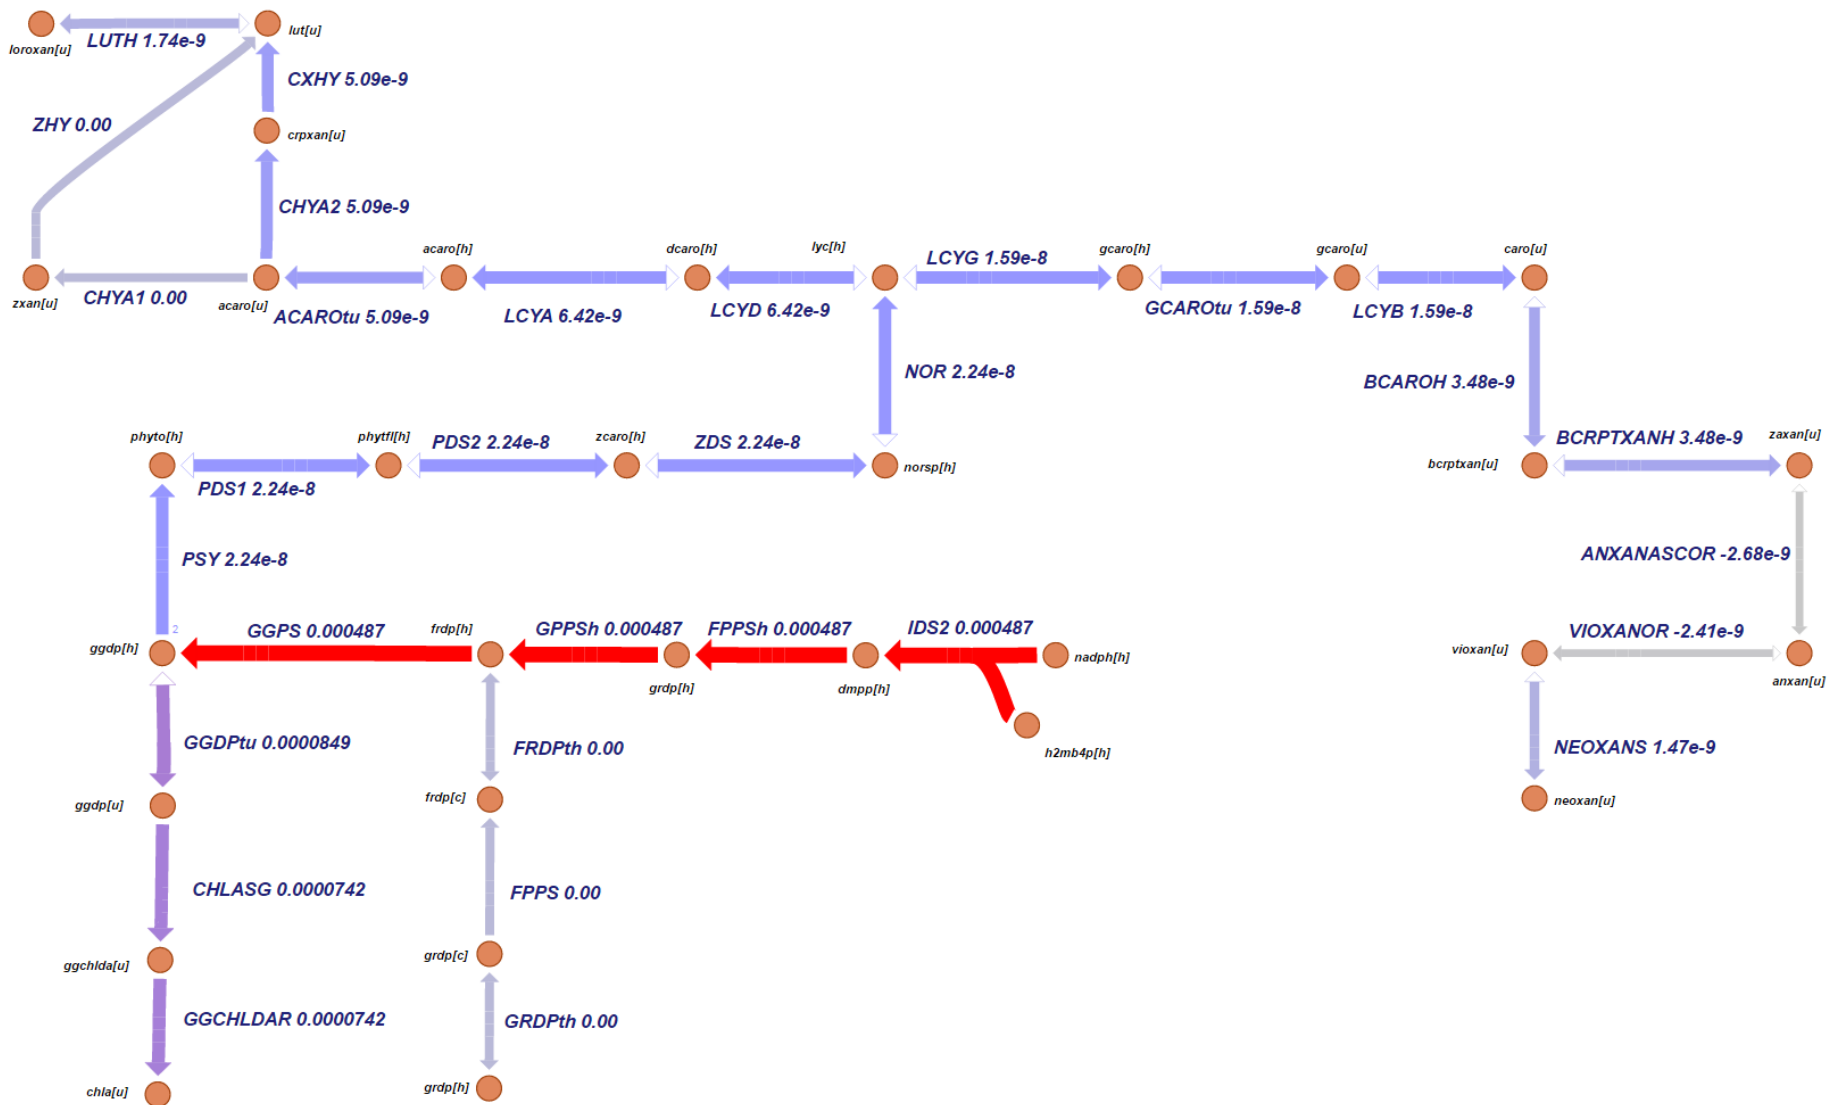 loroxan[u]
LUTH 1.74e-9
lut[u]
CXHY 5.09e-9
ZHY 0.00
crpxan[u]
CHYA2 5.09e-9
zxan[u]
CHYA1 0.00
acaro[u]
ACAROtu 5.09e-9
acaro[h]
LCYA 6.42e-9
dcaro[h]
LCYD 6.42e-9
lyc[h]
LCYG 1.59e-8
gcaro[h]
GCAROtu 1.59e-8
gcaro[u]
LCYB 1.59e-8
caro[u]
NOR 2.24e-8
BCAROH 3.48e-9
phyto[h]
PDS1 2.24e-8
phytfl[h]
PDS2 2.24e-8
zcaro[h]
ZDS 2.24e-8
norsp[h]
bcrptxan[u]
BCRPTXANH 3.48e-9
zaxan[u]
PSY 2.24e-8
ANXANASCOR -2.68e-9
2
ggdp[h]
GGPS 0.000487
frdp[h]
GPPSh 0.000487
grdp[h]
FPPSh 0.000487
dmpp[h]
IDS2 0.000487
nadph[h]
h2mb4p[h]
vioxan[u]
VIOXANOR -2.41e-9
anxan[u]
GGDPtu 0.0000849
FRDPth 0.00
NEOXANS 1.47e-9
ggdp[u]
frdp[c]
neoxan[u]
CHLASG 0.0000742
FPPS 0.00
ggchlda[u]
grdp[c]
GGCHLDAR 0.0000742
GRDPth 0.00
chla[u]
grdp[h]